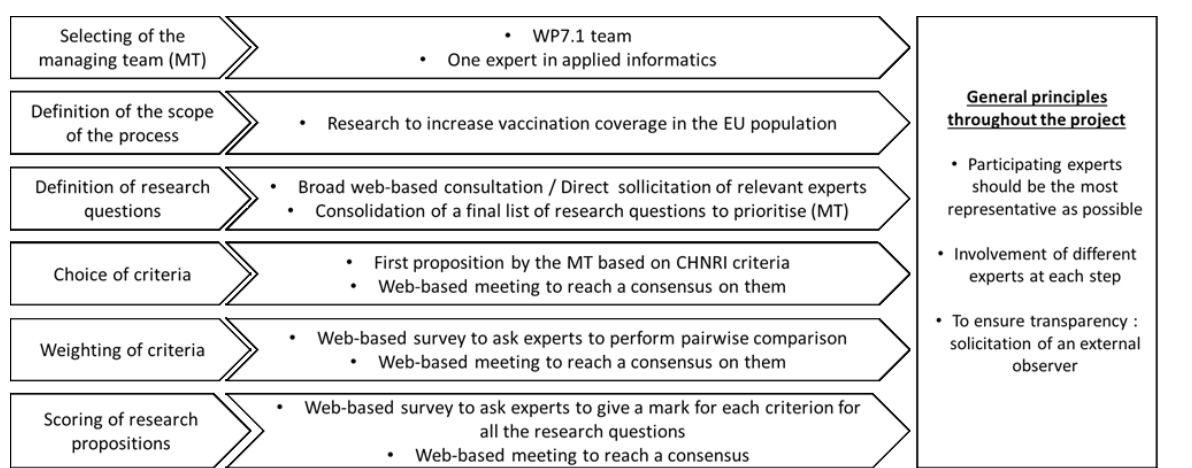 Selecting of the
managing team (MT)
• WP7.1 team
• One expert in applied informatics
Definition of the scope
of the process
• Research to increase vaccination coverage in the EU population
Definition of research
questions
• Broad web-based consultation / Direct sollicitation of relevant experts
• Consolidation of a final list of research questions to prioritise (MT)
Choice of criteria
• First proposition by the MT based on CHNRI criteria
• Web-based meeting to reach a consensus on them
Weighting of criteria
• Web-based survey to ask experts to perform pairwise comparison
• Web-based meeting to reach a consensus on them
Scoring of research
propositions
• Web-based survey to ask experts to give a mark for each criterion for
all the research questions
• Web-based meeting to reach a consensus
General principles
throughout the project
• Participating experts
should be the most
representative as possible
• Involvement of different
experts at each step
• To ensure transparency :
solicitation of an external
observer